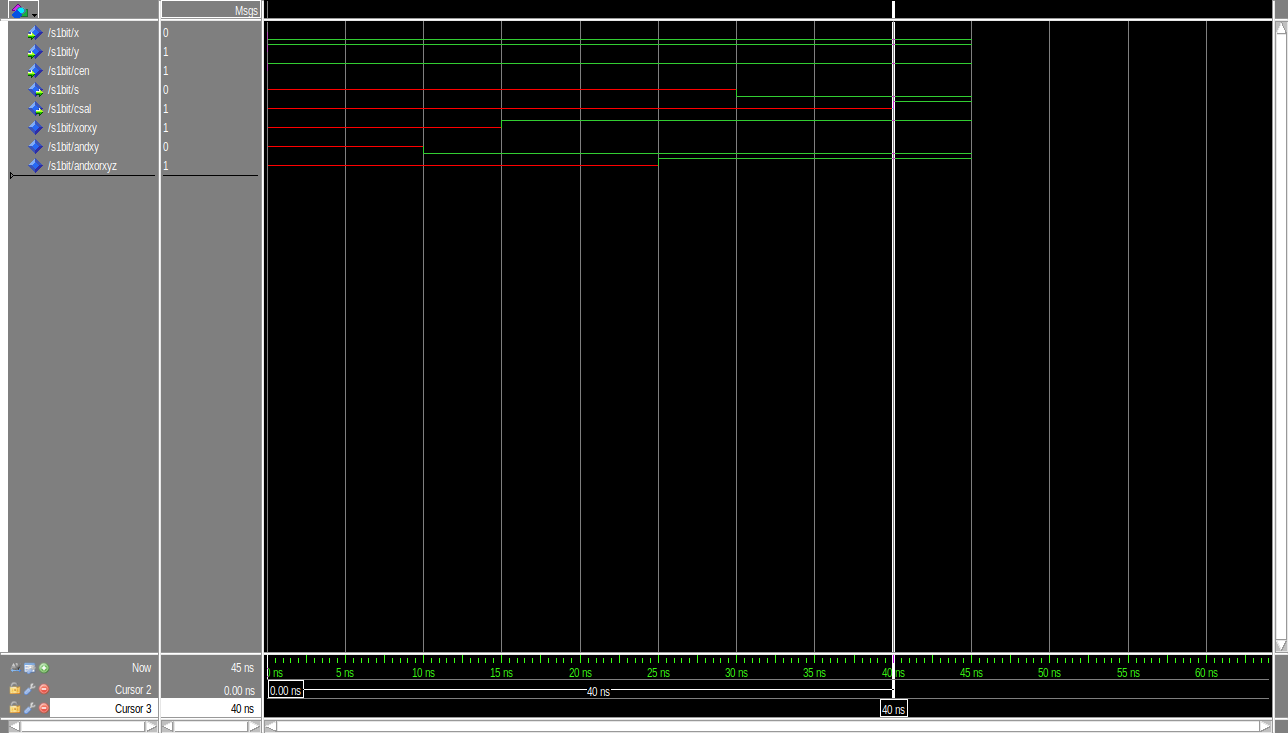 Msgs
/s1bit/x 0
/s1bit/y 1
/s1bit/cen 1
/s1bit/s 0
/s1bit/csal 1
/s1bit/xorxy 1
/s1bit/andxy 0
/s1bit/andxorxyz 1
Now 45 ns ns 5 ns 10 ns 15 ns 20 ns 25 ns 30 ns 35 ns 40 ns 45 ns 50 ns 55 ns 60 ns
Cursor 2 0.00 ns 0.00 ns 40 ns
Cursor 3 40 ns 40 ns